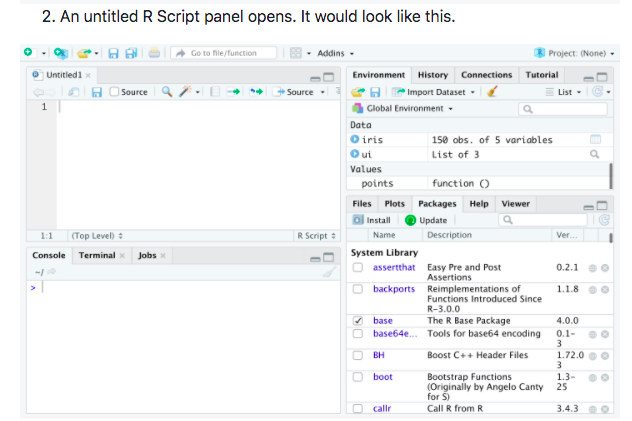 2. An untitled R Script panel opens. It would look like this.
Go to file/function
Addins
Project: (None)
Untitled1
Source
Source
1
1:1 (Top Level) R Script
Console Terminal Jobs
~/
>
Environment History Connections Tutorial
Import Dataset List
Global Environment
Data
iris 150 obs. of 5 variables
ui List of 3
Values
points function ()
Files Plots Packages Help Viewer
Install Update
Name Description Ver...
System Library
assertthat Easy Pre and Post 0.2.1
Assertions
backports Reimplementations of 1.1.8
Functions Introduced Since
R-3.0.0
base The R Base Package 4.0.0
base64e... Tools for base64 encoding 0.1-
3
BH Boost C++ Header Files 1.72.0
3
boot Bootstrap Functions 1.3-
(Originally by Angelo Canty 25
for S)
callr Call R from R 3.4.3